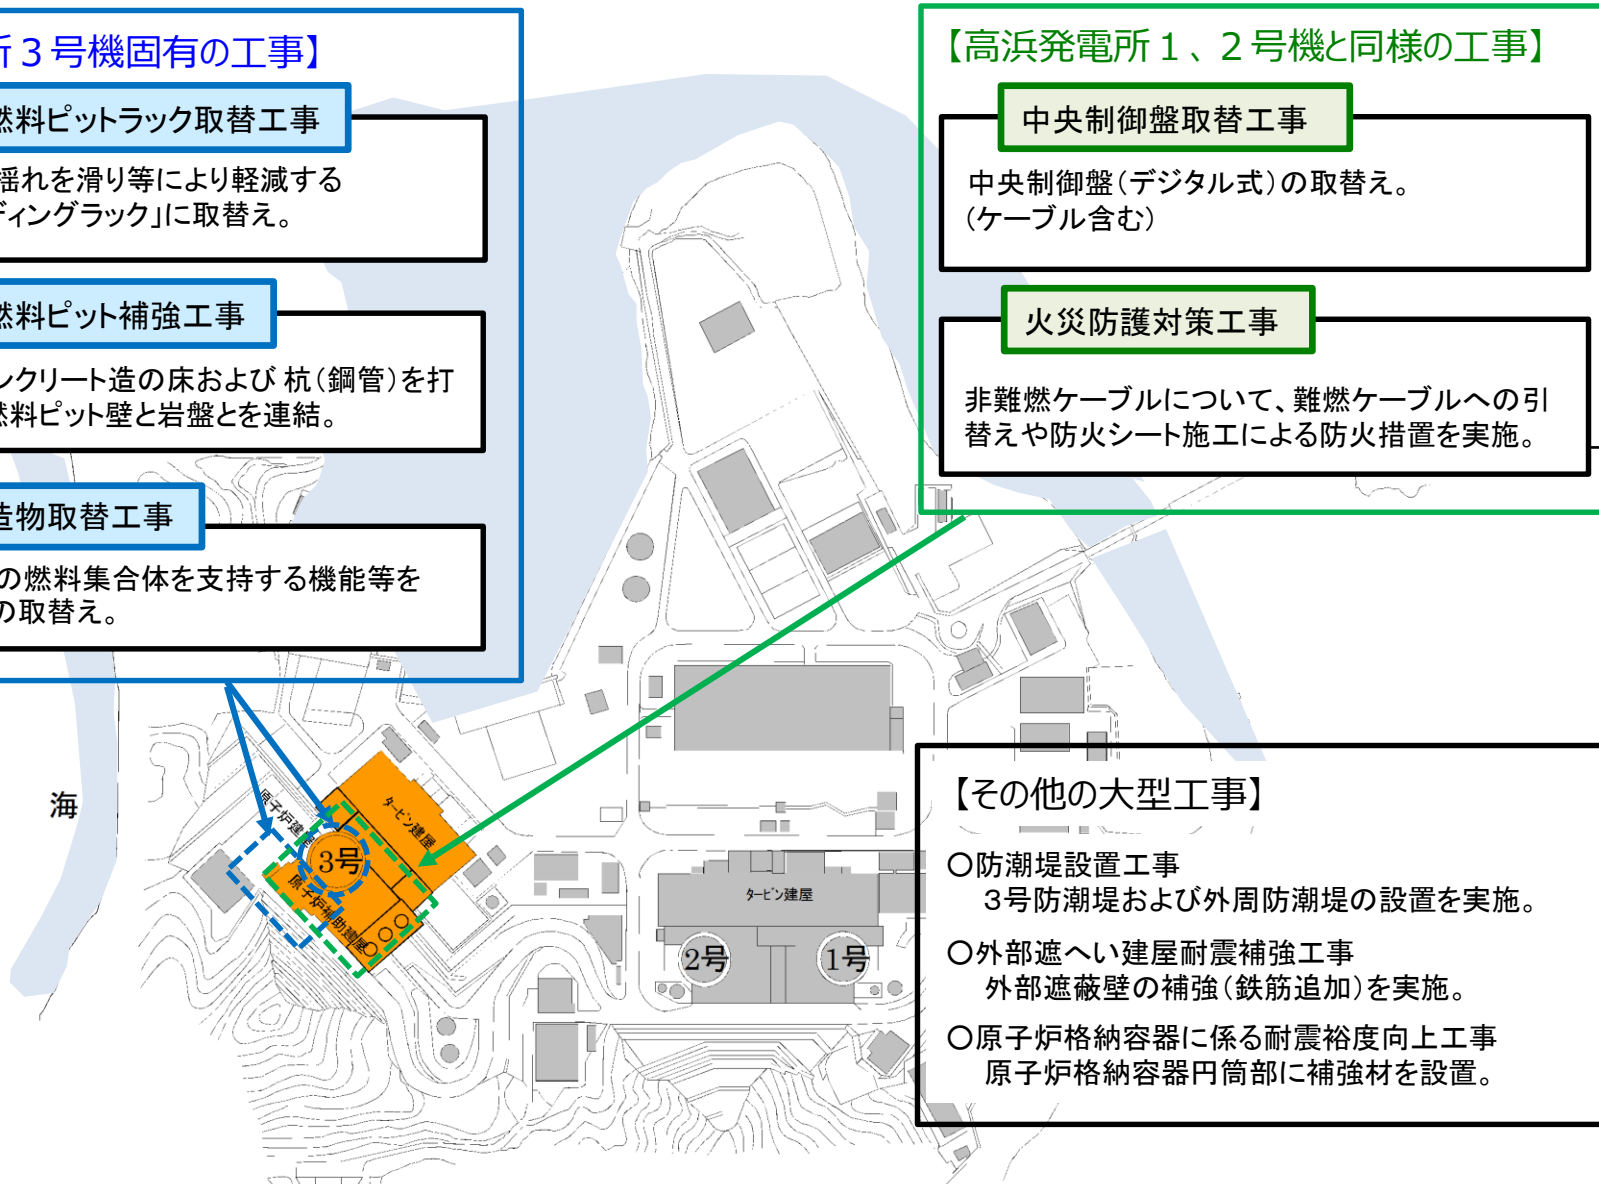 所３号機固有の工事】
然料ピットラック取替工事
揺れを滑り等により軽減する
ディングラック」に取替え。
然料ピット補強工事
ンクリート造の床および 杭（鋼管）を打
燃料ピット壁と岩盤とを連結。
造物取替工事
の燃料集合体を支持する機能等を
の取替え。
【高浜発電所１、２号機と同様の工事】
中央制御盤取替工事
中央制御盤（デジタル式）の取替え。
（ケーブル含む）
火災防護対策工事
非難燃ケーブルについて、難燃ケーブルへの引
替えや防火シート施工による防火措置を実施。
海
タービン建屋
原子炉建
3号
原子炉補助建屋
タービン建屋
2号
1号
【その他の大型工事】
〇防潮堤設置工事
３号防潮堤および外周防潮堤の設置を実施。
〇外部遮へい建屋耐震補強工事
外部遮蔽壁の補強（鉄筋追加）を実施。
〇原子炉格納容器に係る耐震裕度向上工事
原子炉格納容器円筒部に補強材を設置。